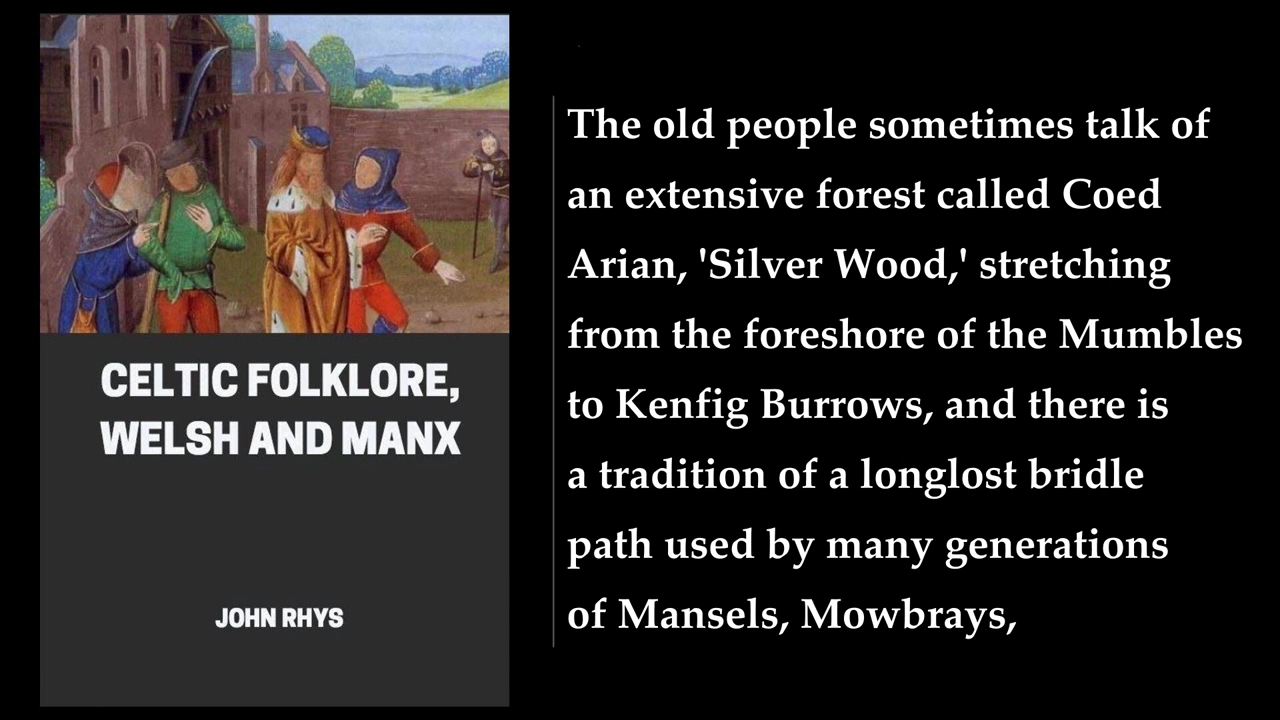 CELTIC FOLKLORE,
WELSH AND MANX
JOHN RHYS
The old people sometimes talk of
an extensive forest called Coed
Arian, 'Silver Wood,' stretching
from the foreshore of the Mumbles
to Kenfig Burrows, and there is
a tradition of a longlost bridle
path used by many generations
of Mansels, Mowbrays,